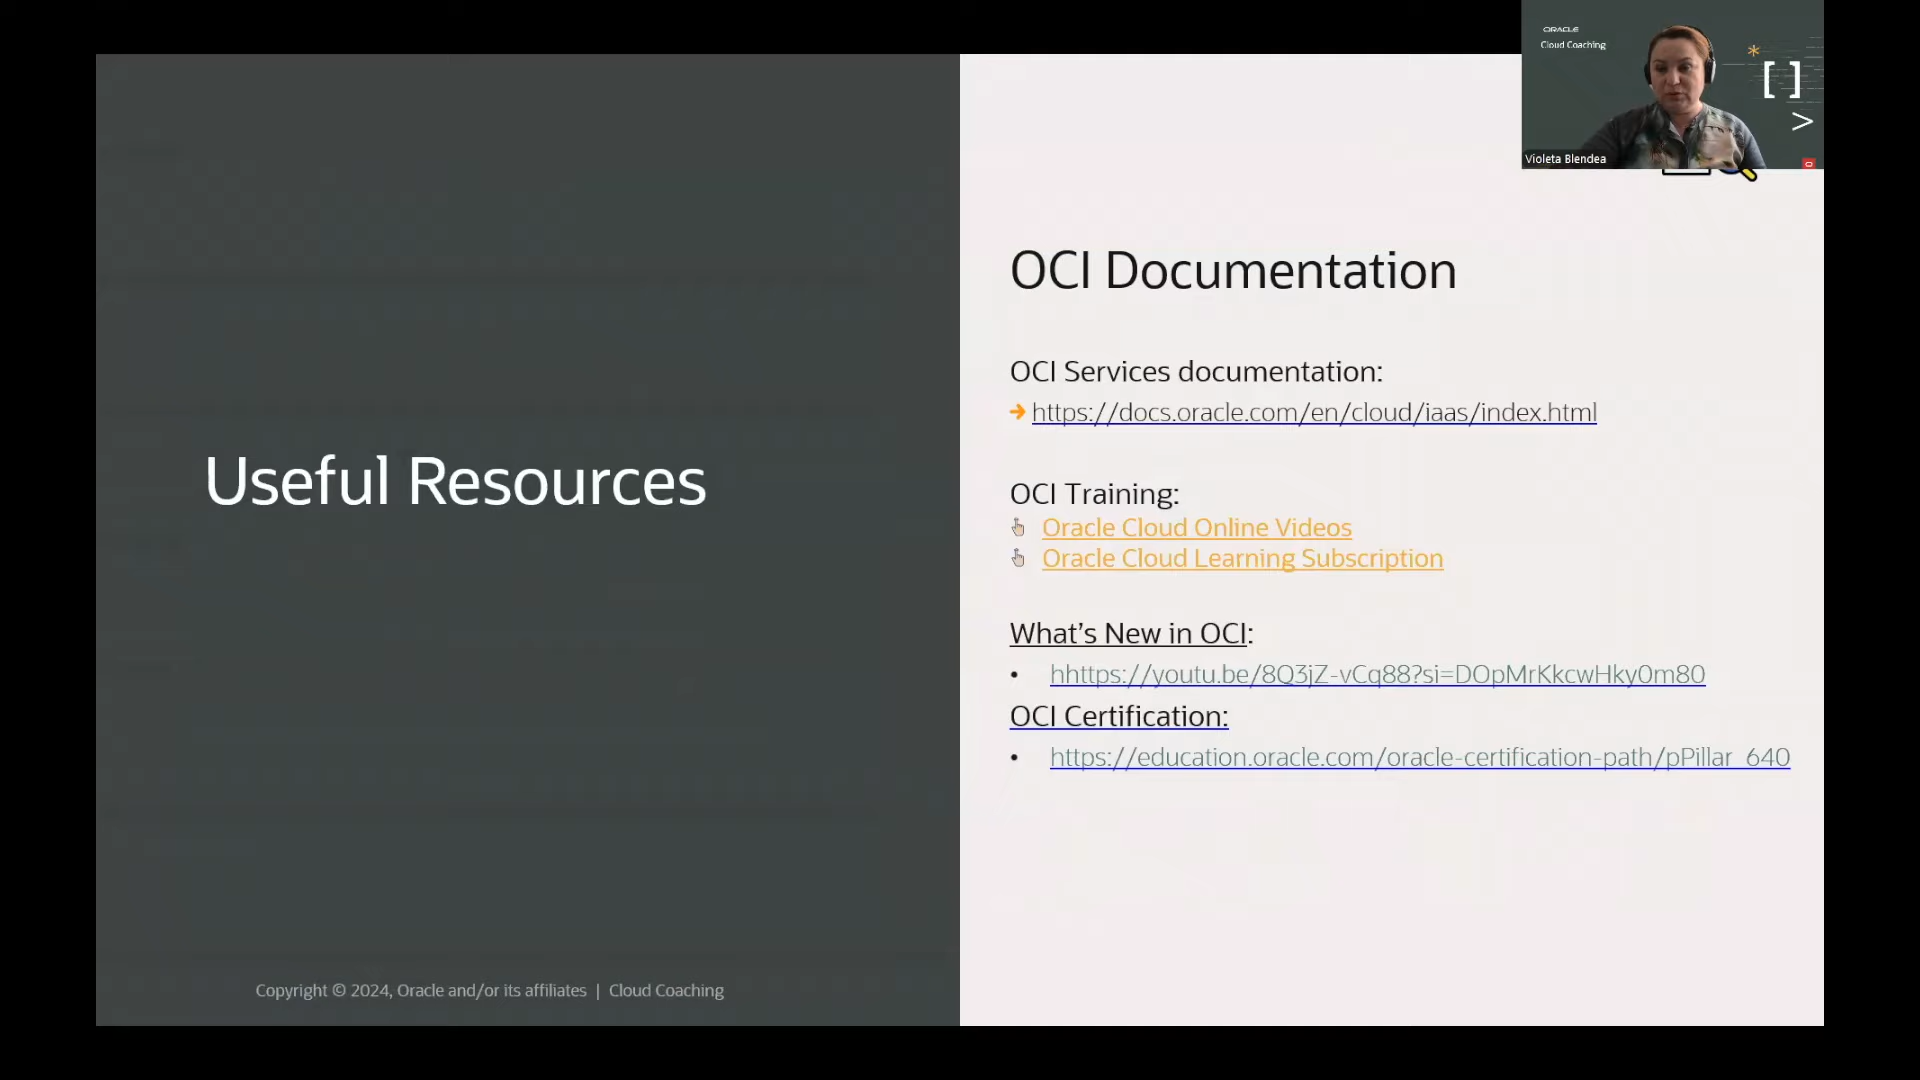 ORACLE
Cloud Coaching
*
[ ]
>
Violeta Blendea
Useful Resources
Copyright © 2024, Oracle and/or its affiliates | Cloud Coaching
OCI Documentation
OCI Services documentation:
➔ https://docs.oracle.com/en/cloud/iaas/index.html
OCI Training:
Oracle Cloud Online Videos
Oracle Cloud Learning Subscription
What's New in OCI:
• hhttps://youtu.be/8Q3jZ-vCq88?si=DOpMrKkcwHky0m80
OCI Certification:
• https://education.oracle.com/oracle-certification-path/pPillar_640